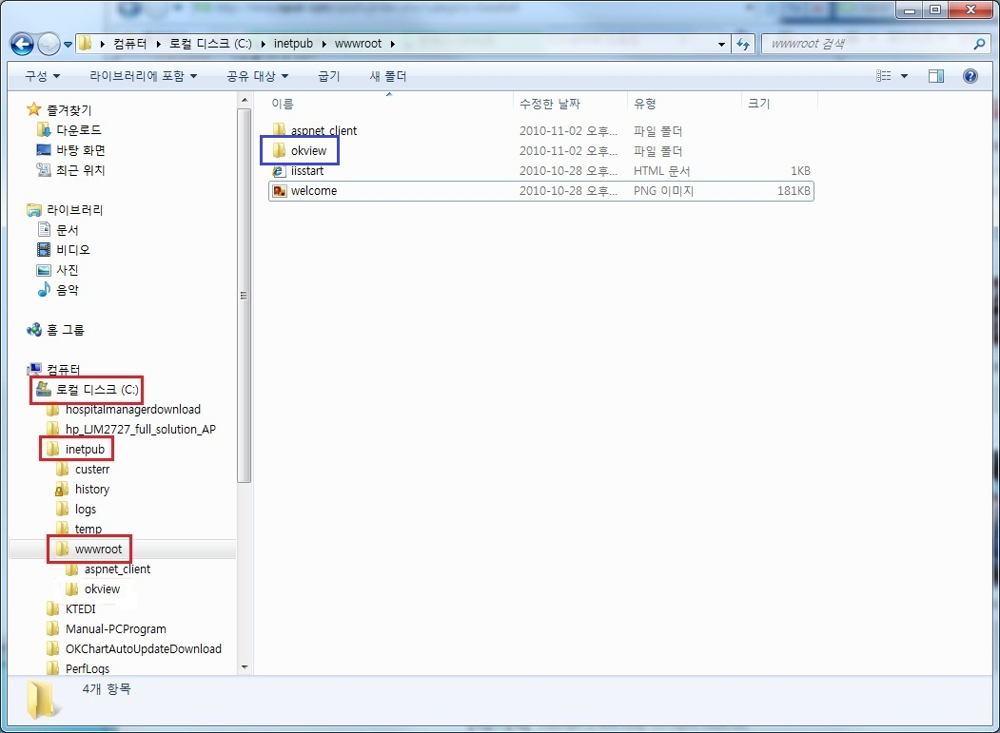 컴퓨터 로컬 디스크 (C:) inetpub wwwroot
wwwroot 검색
구성 라이브러리에 포함 공유 대상 굽기 새 폴더
즐겨찾기
다운로드
바탕 화면
최근 위치
라이브러리
문서
비디오
사진
음악
홈 그룹
컴퓨터
로컬 디스크 (C:)
hospitalmanagerdownload
hp_LJM2727_full_solution_AP
inetpub
custerr
history
logs
temp
wwwroot
aspnet_client
okview
KTEDI
Manual-PCProgram
OKChartAutoUpdateDownload
PerfLogs
이름 수정한 날짜 유형 크기
aspnet_client 2010-11-02 오후... 파일 폴더
okview 2010-11-02 오후... 파일 폴더
iisstart 2010-10-28 오후... HTML 문서 1KB
welcome 2010-10-28 오후... PNG 이미지 181KB
4개 항목